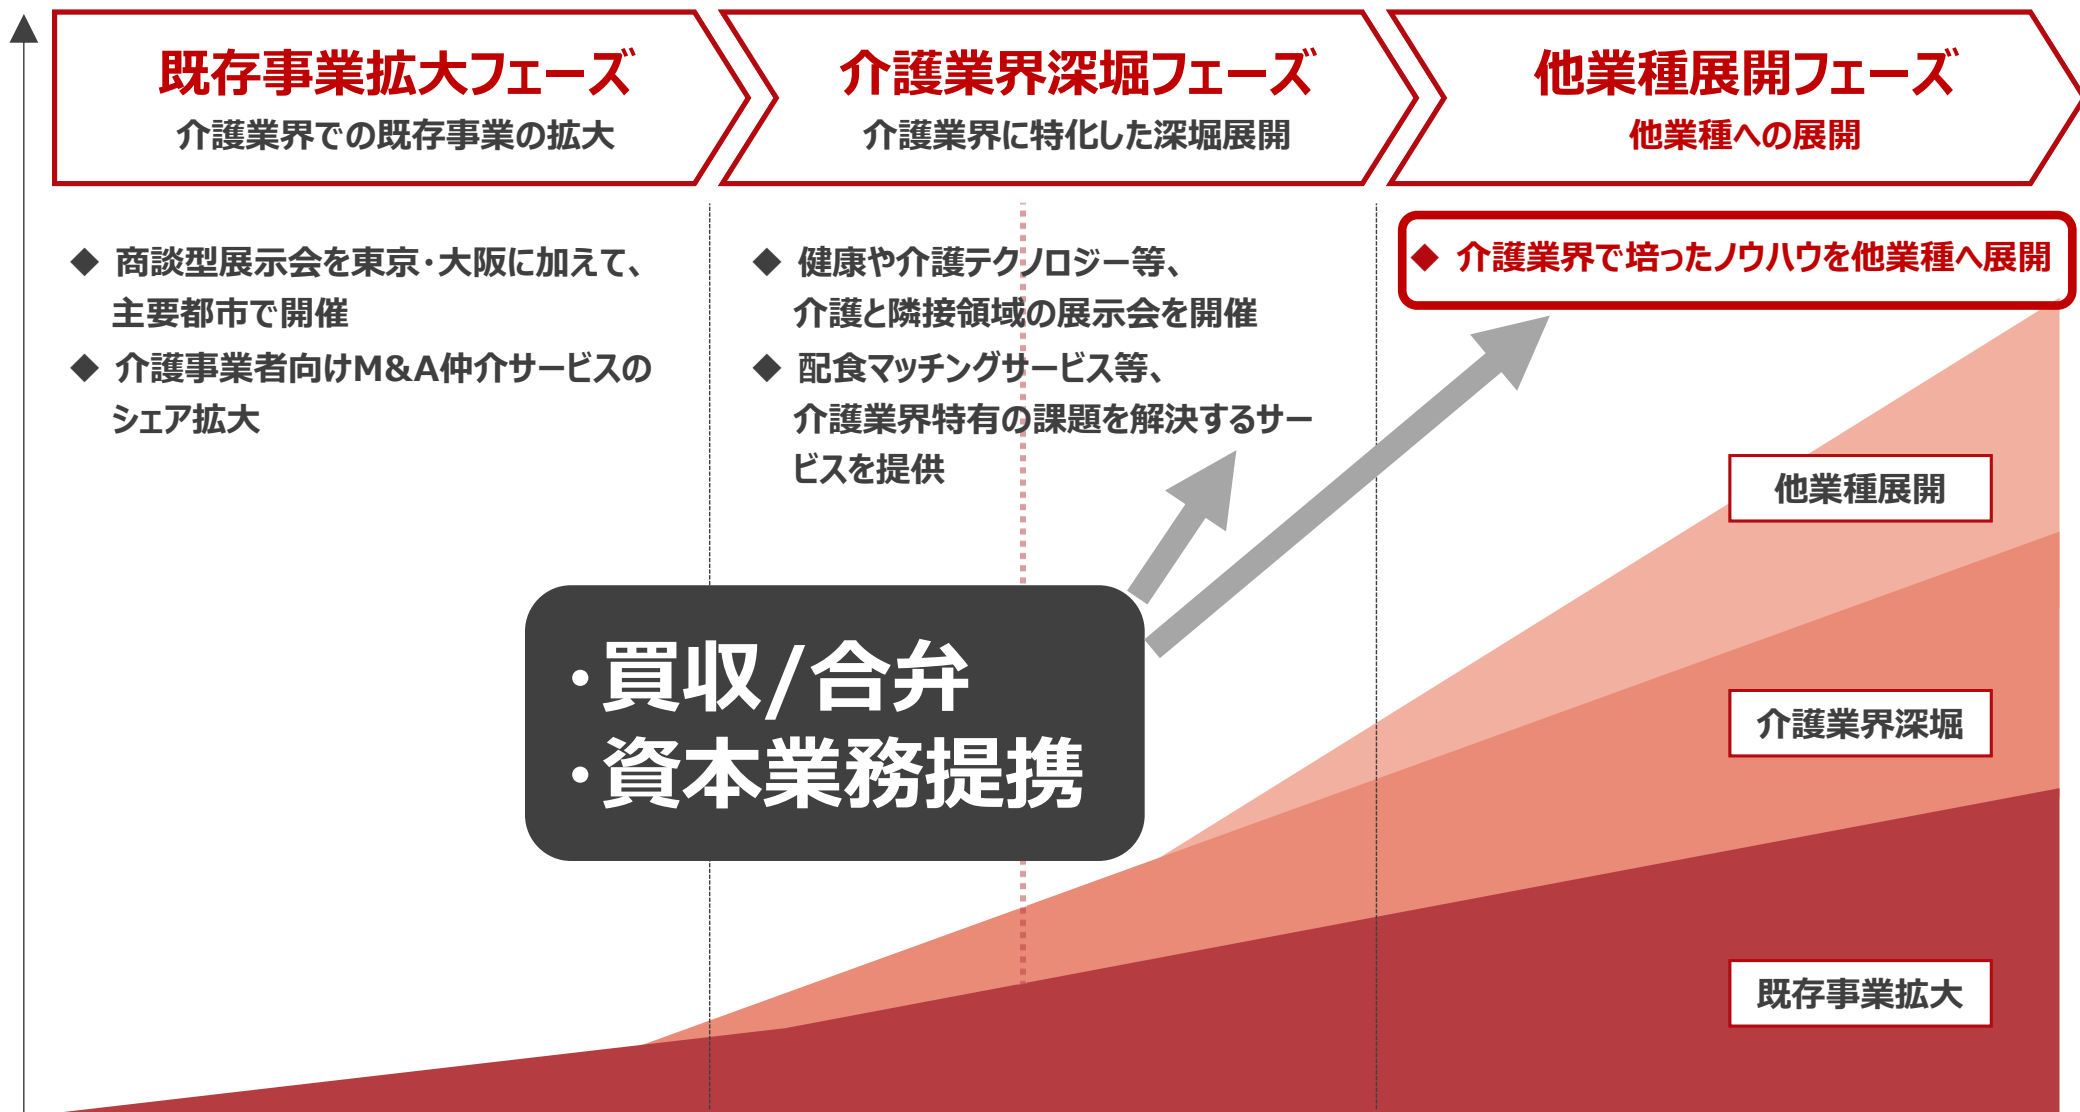 既存事業拡大フェーズ
介護業界での既存事業の拡大
介護業界深堀フェーズ
介護業界に特化した深堀展開
他業種展開フェーズ
他業種への展開
◆ 商談型展示会を東京・大阪に加えて、
主要都市で開催
◆ 介護事業者向けM&A仲介サービスの
シェア拡大
◆ 健康や介護テクノロジー等、
介護と隣接領域の展示会を開催
◆ 配食マッチングサービス等、
介護業界特有の課題を解決するサー
ビスを提供
◆ 介護業界で培ったノウハウを他業種へ展開
・買収/合弁
・資本業務提携
他業種展開
介護業界深堀
既存事業拡大